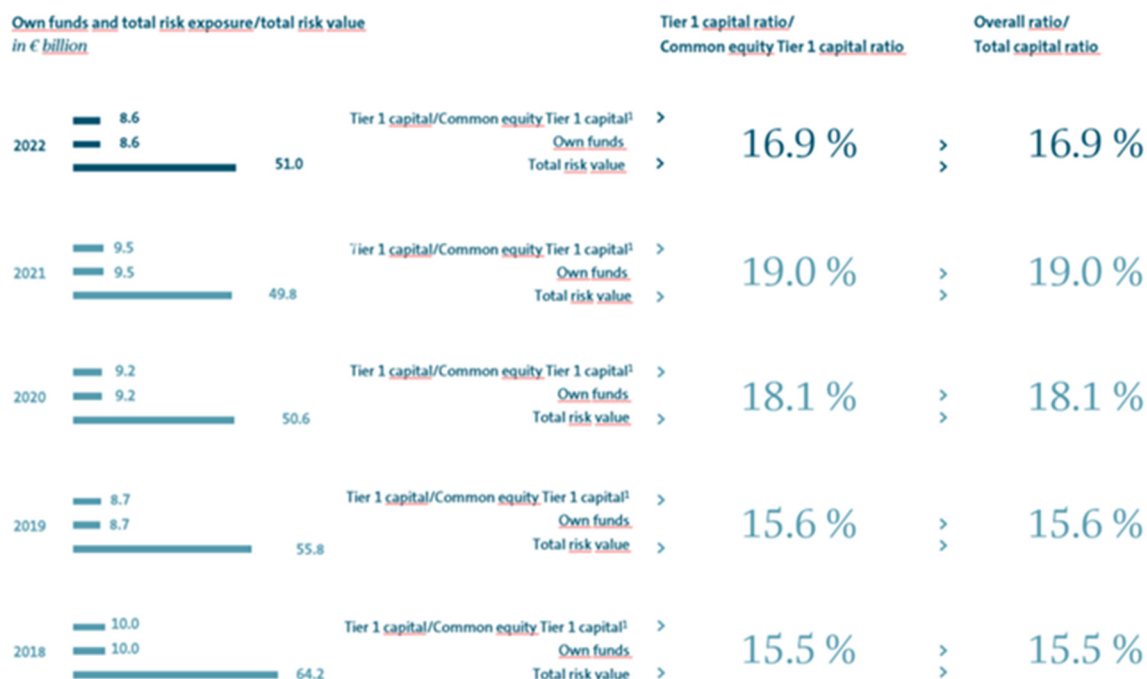 Own funds and total risk exposure/total risk value
in € billion
Tier 1 capital ratio/
Common equity Tier 1 capital ratio
Overall ratio/
Total capital ratio
2022
8.6
8.6
51.0
Tier 1 capital/Common equity Tier 1 capital¹
Own funds
Total risk value
16.9 %
16.9 %
2021
9.5
9.5
49.8
Tier 1 capital/Common equity Tier 1 capital¹
Own funds
Total risk value
19.0 %
19.0 %
2020
9.2
9.2
50.6
Tier 1 capital/Common equity Tier 1 capital¹
Own funds
Total risk value
18.1 %
18.1 %
2019
8.7
8.7
55.8
Tier 1 capital/Common equity Tier 1 capital¹
Own funds
Total risk value
15.6 %
15.6 %
2018
10.0
10.0
64.2
Tier 1 capital/Common equity Tier 1 capital¹
Own funds
Total risk value
15.5 %
15.5 %